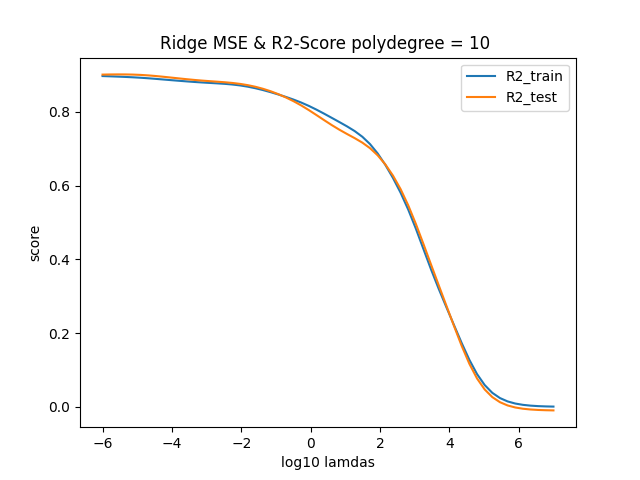 Ridge MSE & R2-Score polydegree = 10
R2_train
R2_test
score
0.8
0.6
0.4
0.2
0.0
−6 −4 −2 0 2 4 6
log10 lamdas